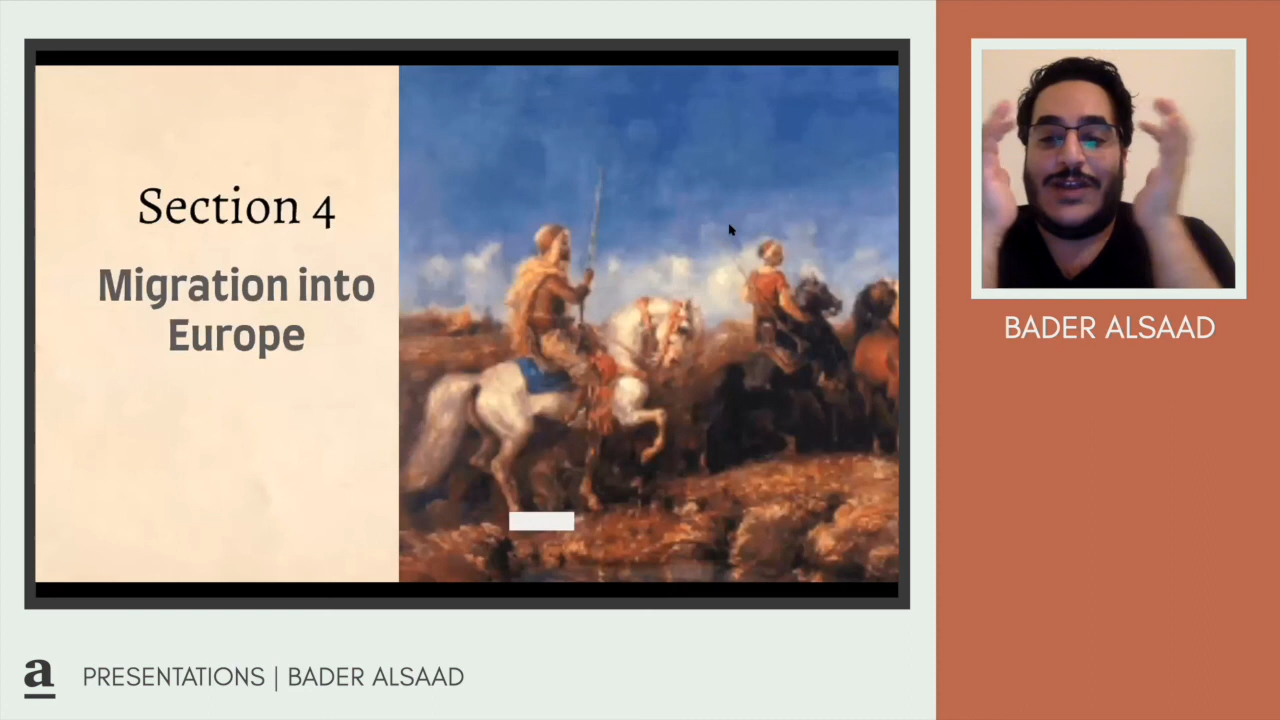 Section 4
Migration into
Europe
BADER ALSAAD
a
PRESENTATIONS | BADER ALSAAD